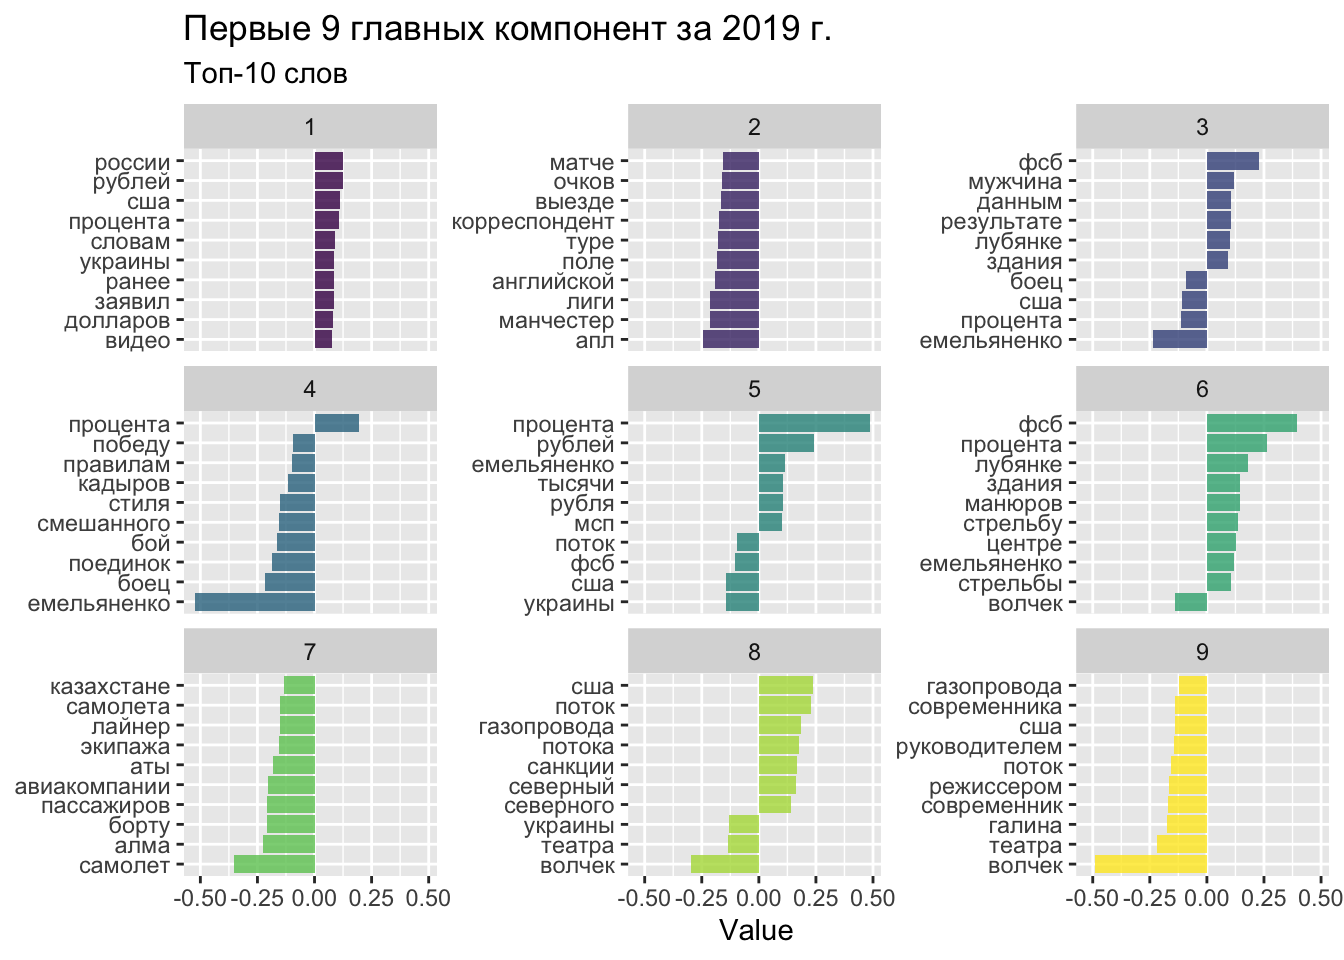 Первые 9 главных компонент за 2019 г.
Топ-10 слов
1
россии
рублей
сша
процента
словам
украины
ранее
заявил
долларов
видео
2
матче
очков
выезде
корреспондент
туре
поле
английской
лиги
манчестер
апл
3
фсб
мужчина
данным
результате
лубянке
здания
боец
сша
процента
емельяненко
4
процента
победу
правилам
кадыров
стиля
смешанного
бой
поединок
боец
емельяненко
5
процента
рублей
емельяненко
тысячи
рубля
мсп
поток
фсб
сша
украины
6
фсб
процента
лубянке
здания
манюров
стрельбу
центре
емельяненко
стрельбы
волчек
7
казахстане
самолета
лайнер
экипажа
аты
авиакомпании
пассажиров
борту
алма
самолет
8
сша
поток
газопровода
потока
санкции
северный
северного
украины
театра
волчек
9
газопровода
современника
сша
руководителем
поток
режиссером
современник
галина
театра
волчек
-0.50 -0.25 0.00 0.25 0.50
-0.50 -0.25 0.00 0.25 0.50
-0.50 -0.25 0.00 0.25 0.50
Value